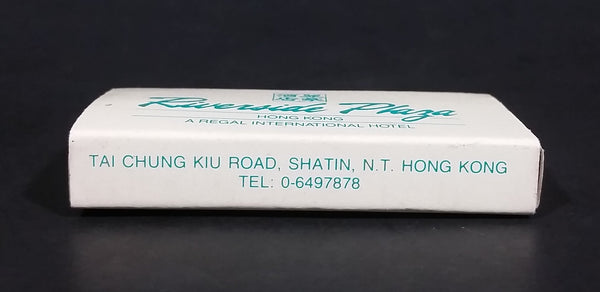 Riverside Plaza
HONG KONG
A REGAL INTERNATIONAL HOTEL
TAI CHUNG KIU ROAD, SHATIN, N.T. HONG KONG
TEL: 0-6497878